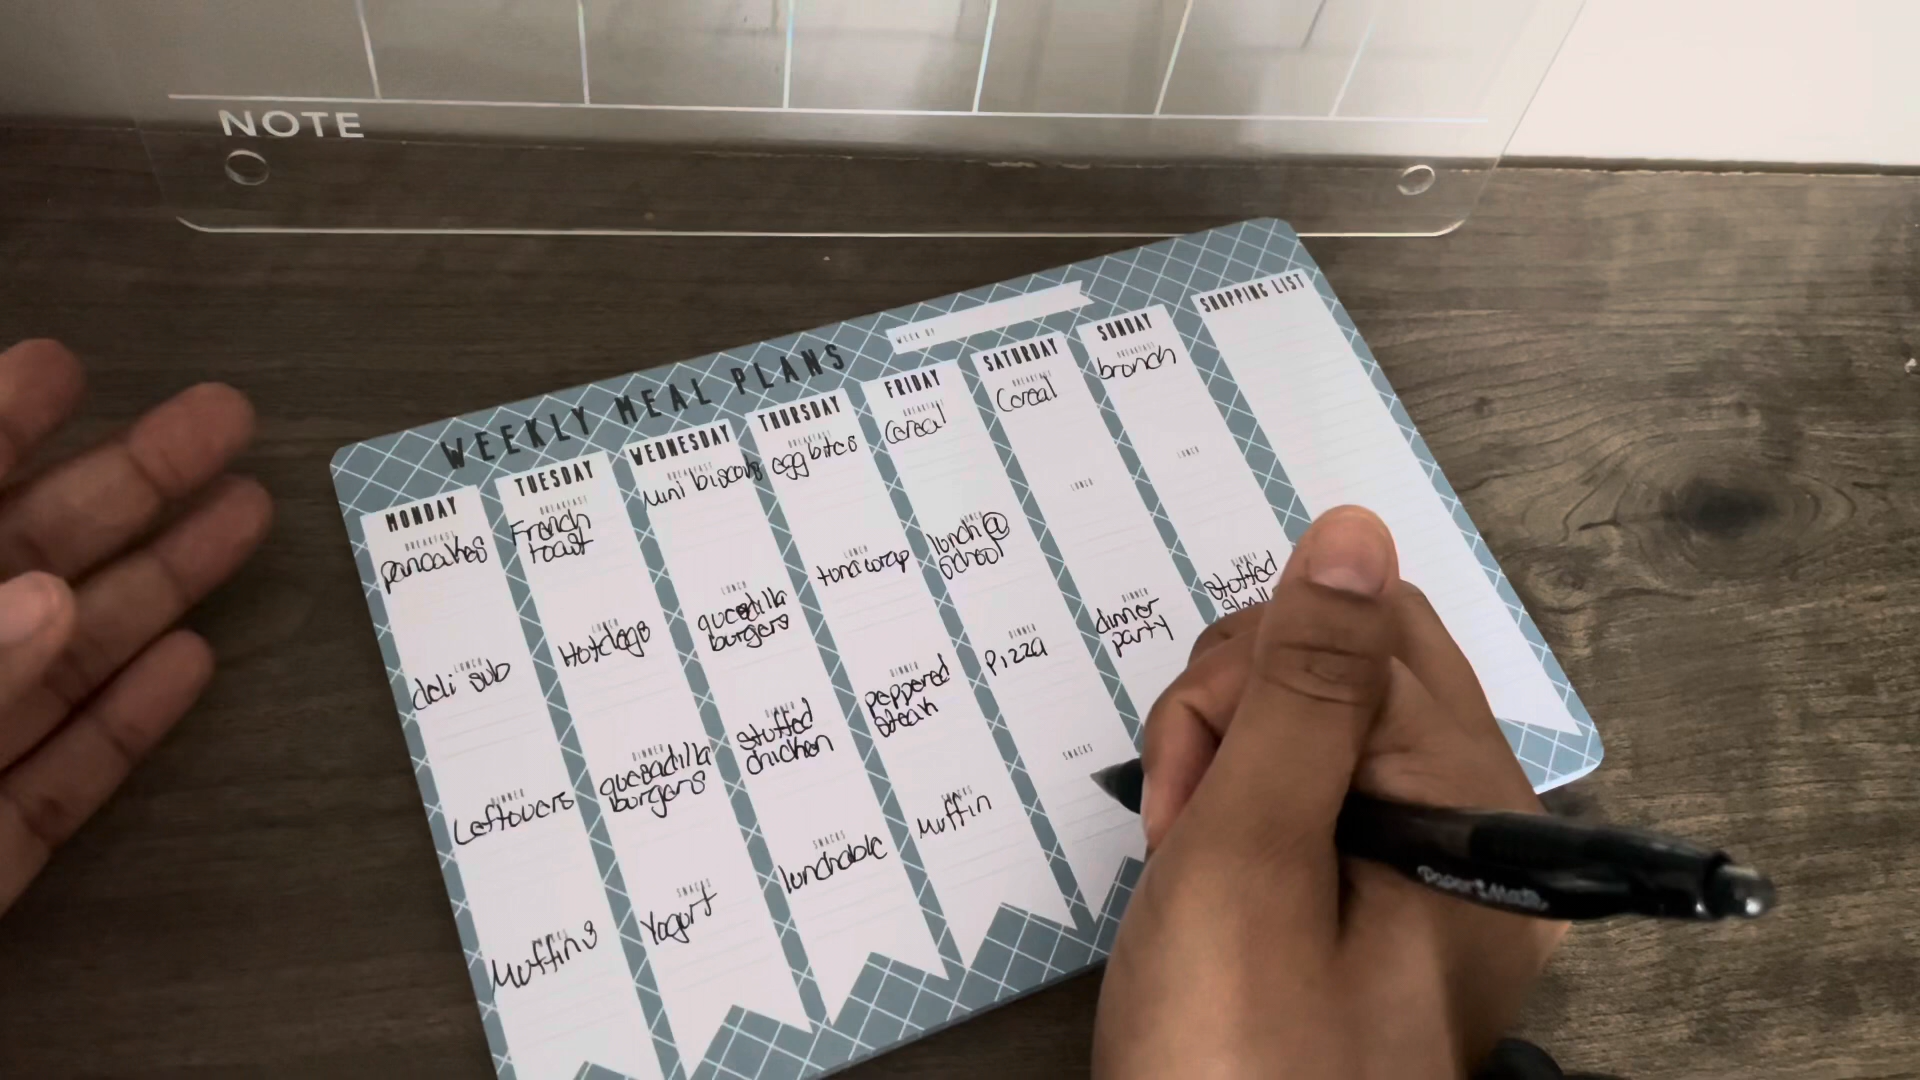 NOTE
WEEKLY MEAL PLANS
WEEK OF
MONDAY
BREAKFAST
pancakes
LUNCH
deli sub
DINNER
Leftovers
Muffins
TUESDAY
BREAKFAST
French
toast
LUNCH
Hotdogs
DINNER
quesadilla
burgers
SNACKS
Yogurt
WEDNESDAY
BREAKFAST
Mini biscuits
LUNCH
quesadilla
burgers
DINNER
stuffed
chicken
SNACKS
lunchable
THURSDAY
BREAKFAST
egg bites
LUNCH
tuna wrap
DINNER
peppered
steak
SNACKS
Muffin
FRIDAY
BREAKFAST
Cereal
LUNCH
lunch @
school
DINNER
Pizza
SNACKS
SATURDAY
BREAKFAST
Cereal
LUNCH
DINNER
dinner
party
SUNDAY
BREAKFAST
brunch
LUNCH
DINNER
stuffed
SHOPPING LIST
PaperMate